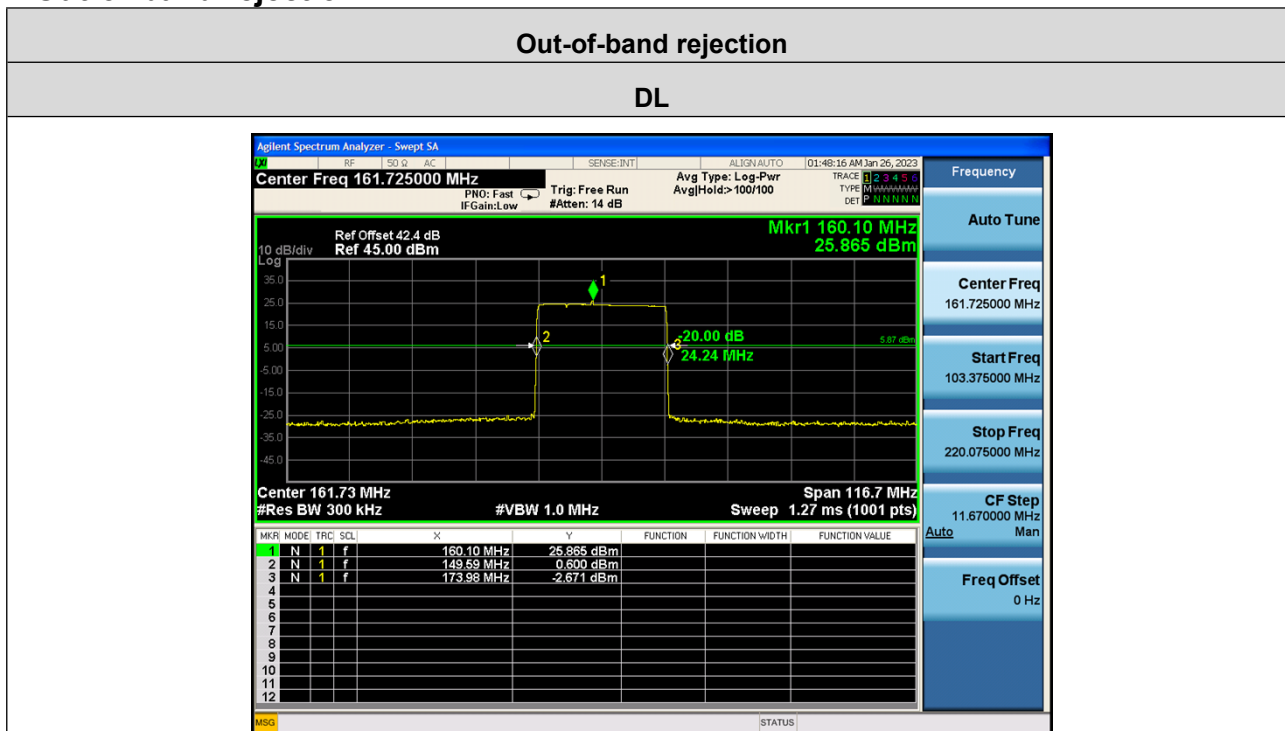 Out-of-band rejection
DL
Agilent Spectrum Analyzer - Swept SA
LXI RF 50 Ω AC SENSE:INT ALIGN AUTO 01:48:16 AM Jan 26, 2023
Center Freq 161.725000 MHz
PNO: Fast
IFGain:Low
Trig: Free Run
#Atten: 14 dB
Avg Type: Log-Pwr
Avg|Hold:>100/100
TRACE 1 2 3 4 5 6
TYPE M
DET P N N N N N
Mkr1 160.10 MHz
25.865 dBm
Ref Offset 42.4 dB
10 dB/div Ref 45.00 dBm
Log
35.0
25.0
15.0
5.00
-5.00
-15.0
-25.0
-35.0
-45.0
1
2
3
-20.00 dB
24.24 MHz
5.87 dBm
Center 161.73 MHz Span 116.7 MHz
#Res BW 300 kHz #VBW 1.0 MHz Sweep 1.27 ms (1001 pts)
MKR MODE TRC SCL X Y FUNCTION FUNCTION WIDTH FUNCTION VALUE
1 N 1 f 160.10 MHz 25.865 dBm
2 N 1 f 149.59 MHz 0.600 dBm
3 N 1 f 173.98 MHz -2.671 dBm
4
5
6
7
8
9
10
11
12
MSG STATUS
Frequency
Auto Tune
Center Freq
161.725000 MHz
Start Freq
103.375000 MHz
Stop Freq
220.075000 MHz
CF Step
11.670000 MHz
Auto Man
Freq Offset
0 Hz